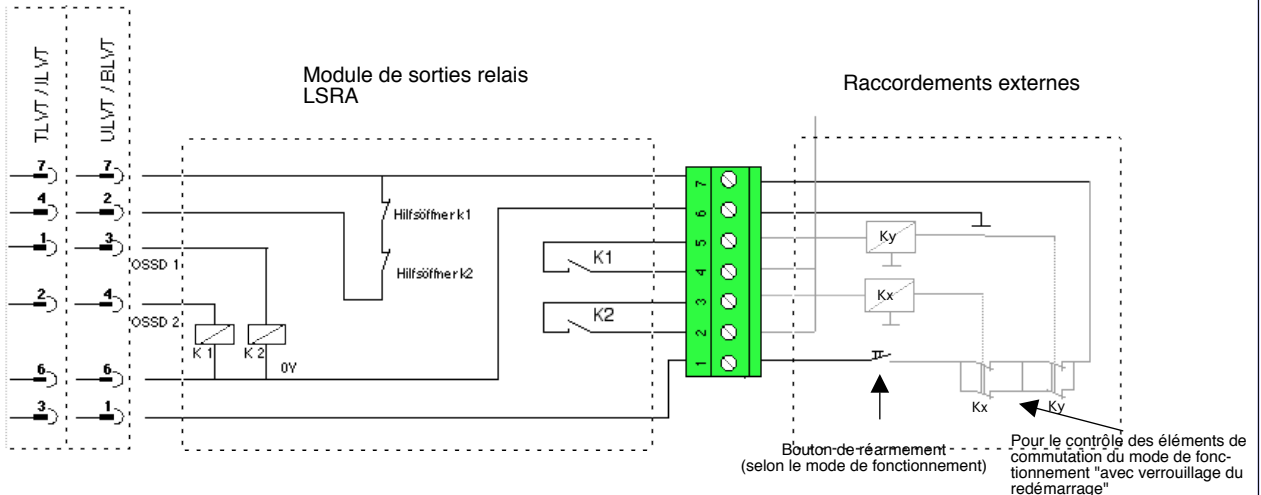 TLVT / JLVT
ULVT / BLVT
Module de sorties relais
LSRA
Raccordements externes
7 7
4 2
1 3
OSSD 1
2 4
OSSD 2
6 6
3 1
Hilfsöffner k1
Hilfsöffner k2
K 1 K 2
0V
K1
K2
7
6
5
4
3
2
1
Ky
Kx
Kx Ky
Bouton de réarmement
(selon le mode de fonctionnement)
Pour le contrôle des éléments de
commutation du mode de fonc-
tionnement "avec verrouillage du
redémarrage"